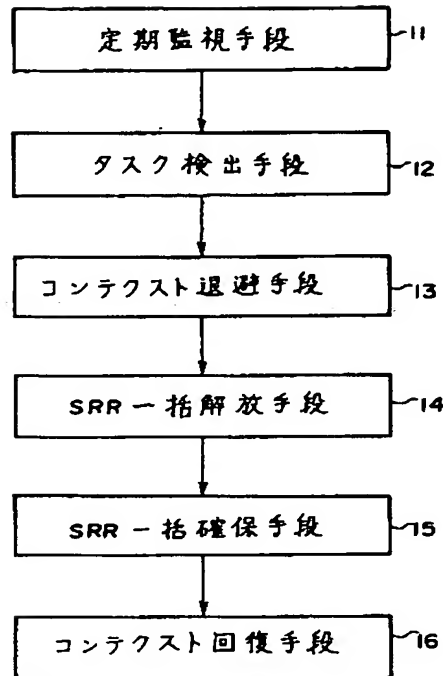 定期監視手段 11
タスク検出手段 12
コンテクスト退避手段 13
SRR一括解放手段 14
SRR一括確保手段 15
コンテクスト回復手段 16